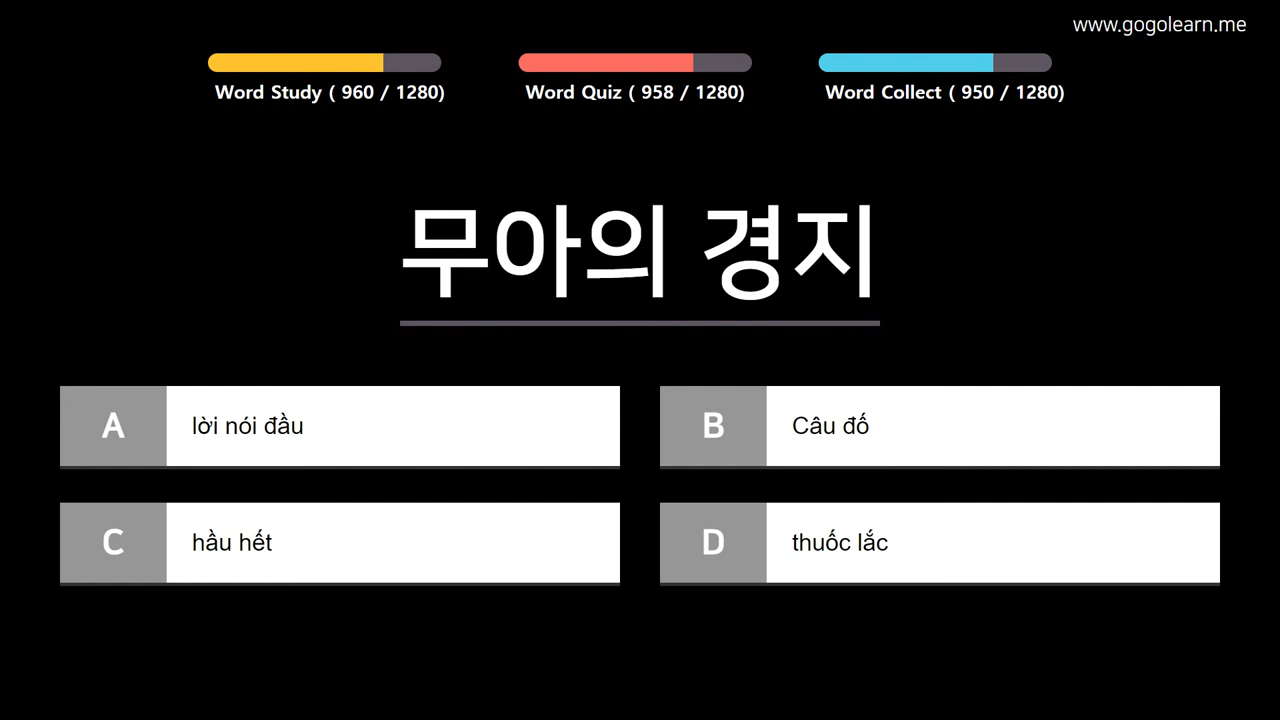 www.gogolearn.me
Word Study ( 960 / 1280)
Word Quiz ( 958 / 1280)
Word Collect ( 950 / 1280)
무아의 경지
A
lời nói đầu
B
Câu đố
C
hầu hết
D
thuốc lắc